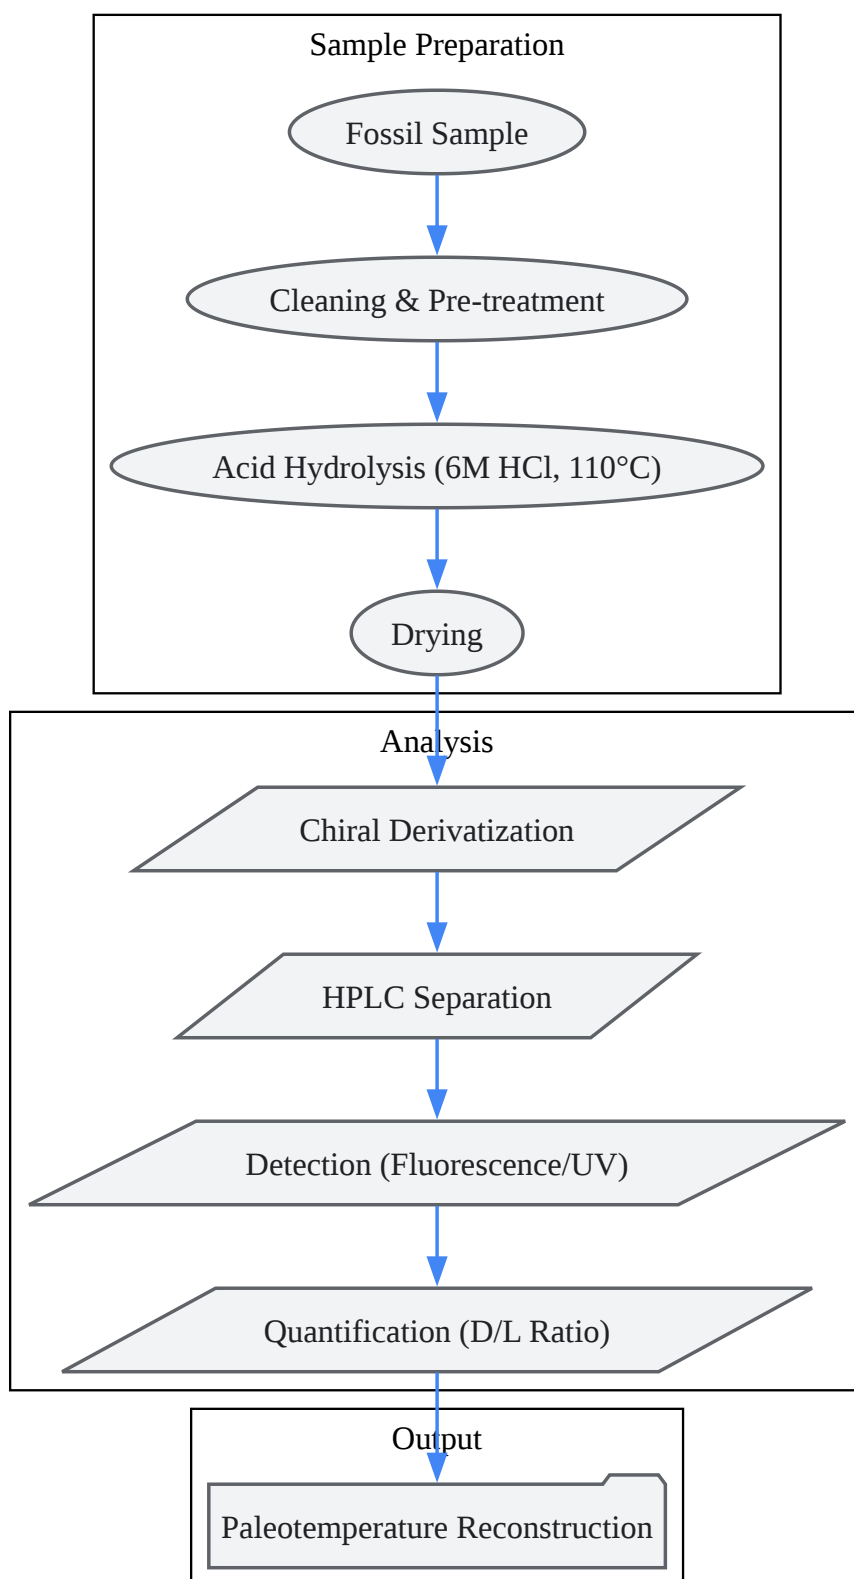 Sample Preparation
Fossil Sample
Cleaning & Pre-treatment
Acid Hydrolysis (6M HCl, 110°C)
Drying
Analysis
Chiral Derivatization
HPLC Separation
Detection (Fluorescence/UV)
Quantification (D/L Ratio)
Output
Paleotemperature Reconstruction